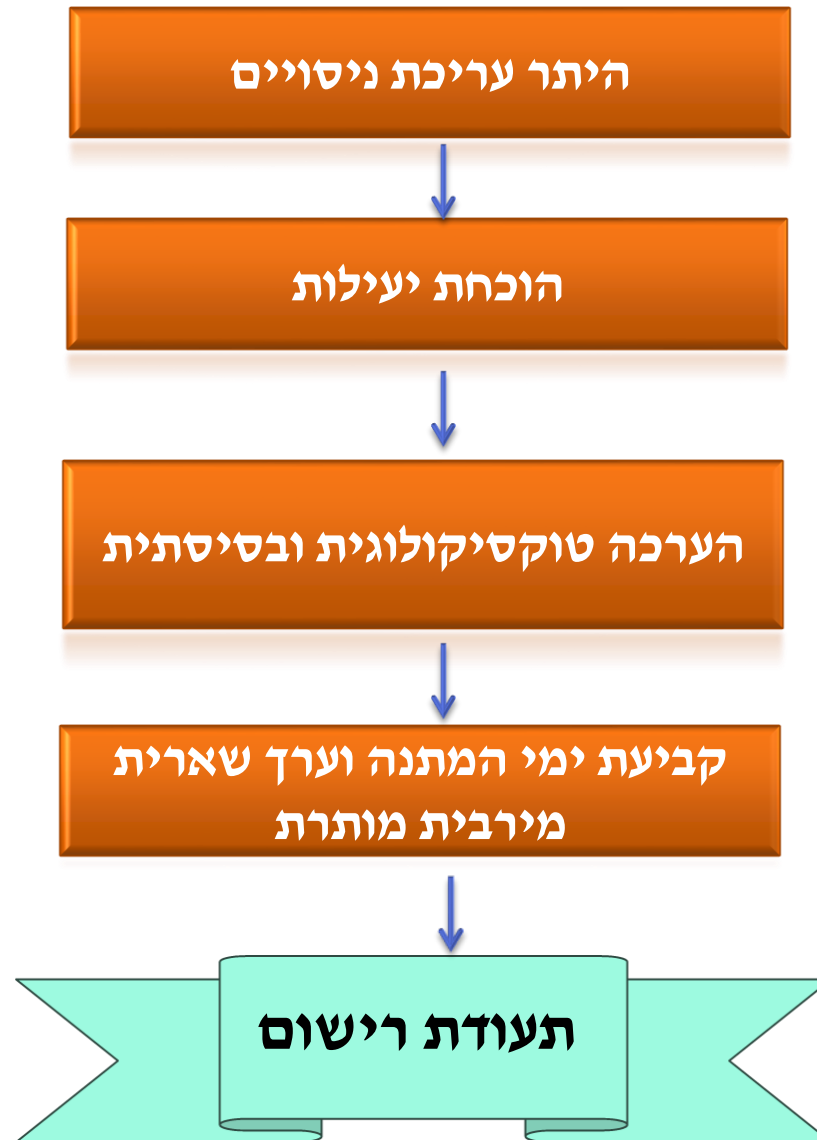 היתר עריכת ניסויים
הוכחת יעילות
הערכה טוקסיקולוגית ובסיסתית
קביעת ימי המתנה וערך שארית
מירבית מותרת
תעודת רישום